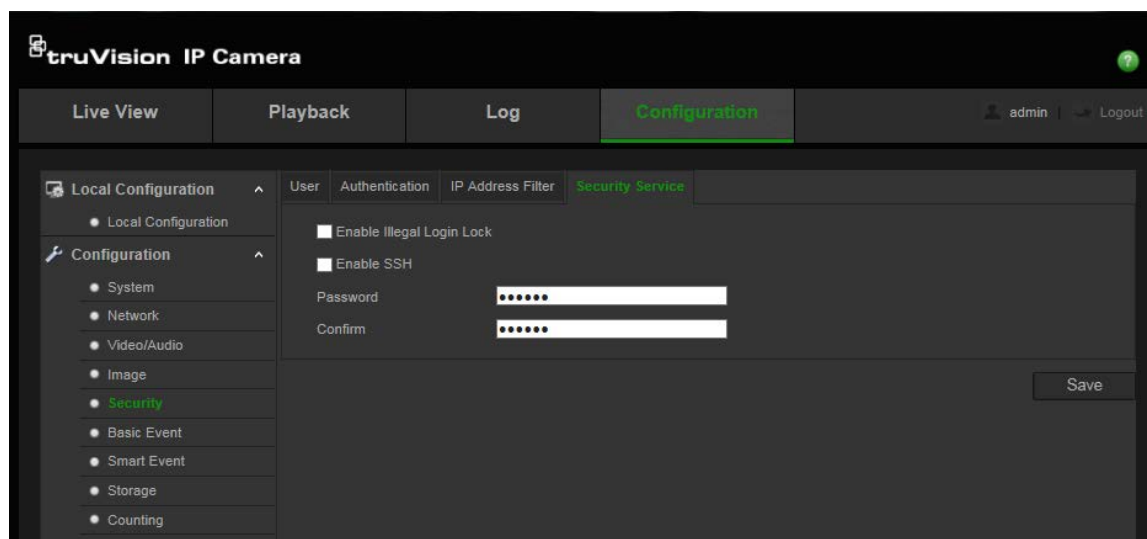 truVision IP Camera
?
Live View Playback Log Configuration admin | Logout
Local Configuration
Local Configuration
Configuration
System
Network
Video/Audio
Image
Security
Basic Event
Smart Event
Storage
Counting
User Authentication IP Address Filter Security Service
Enable Illegal Login Lock
Enable SSH
Password ••••••
Confirm ••••••
Save